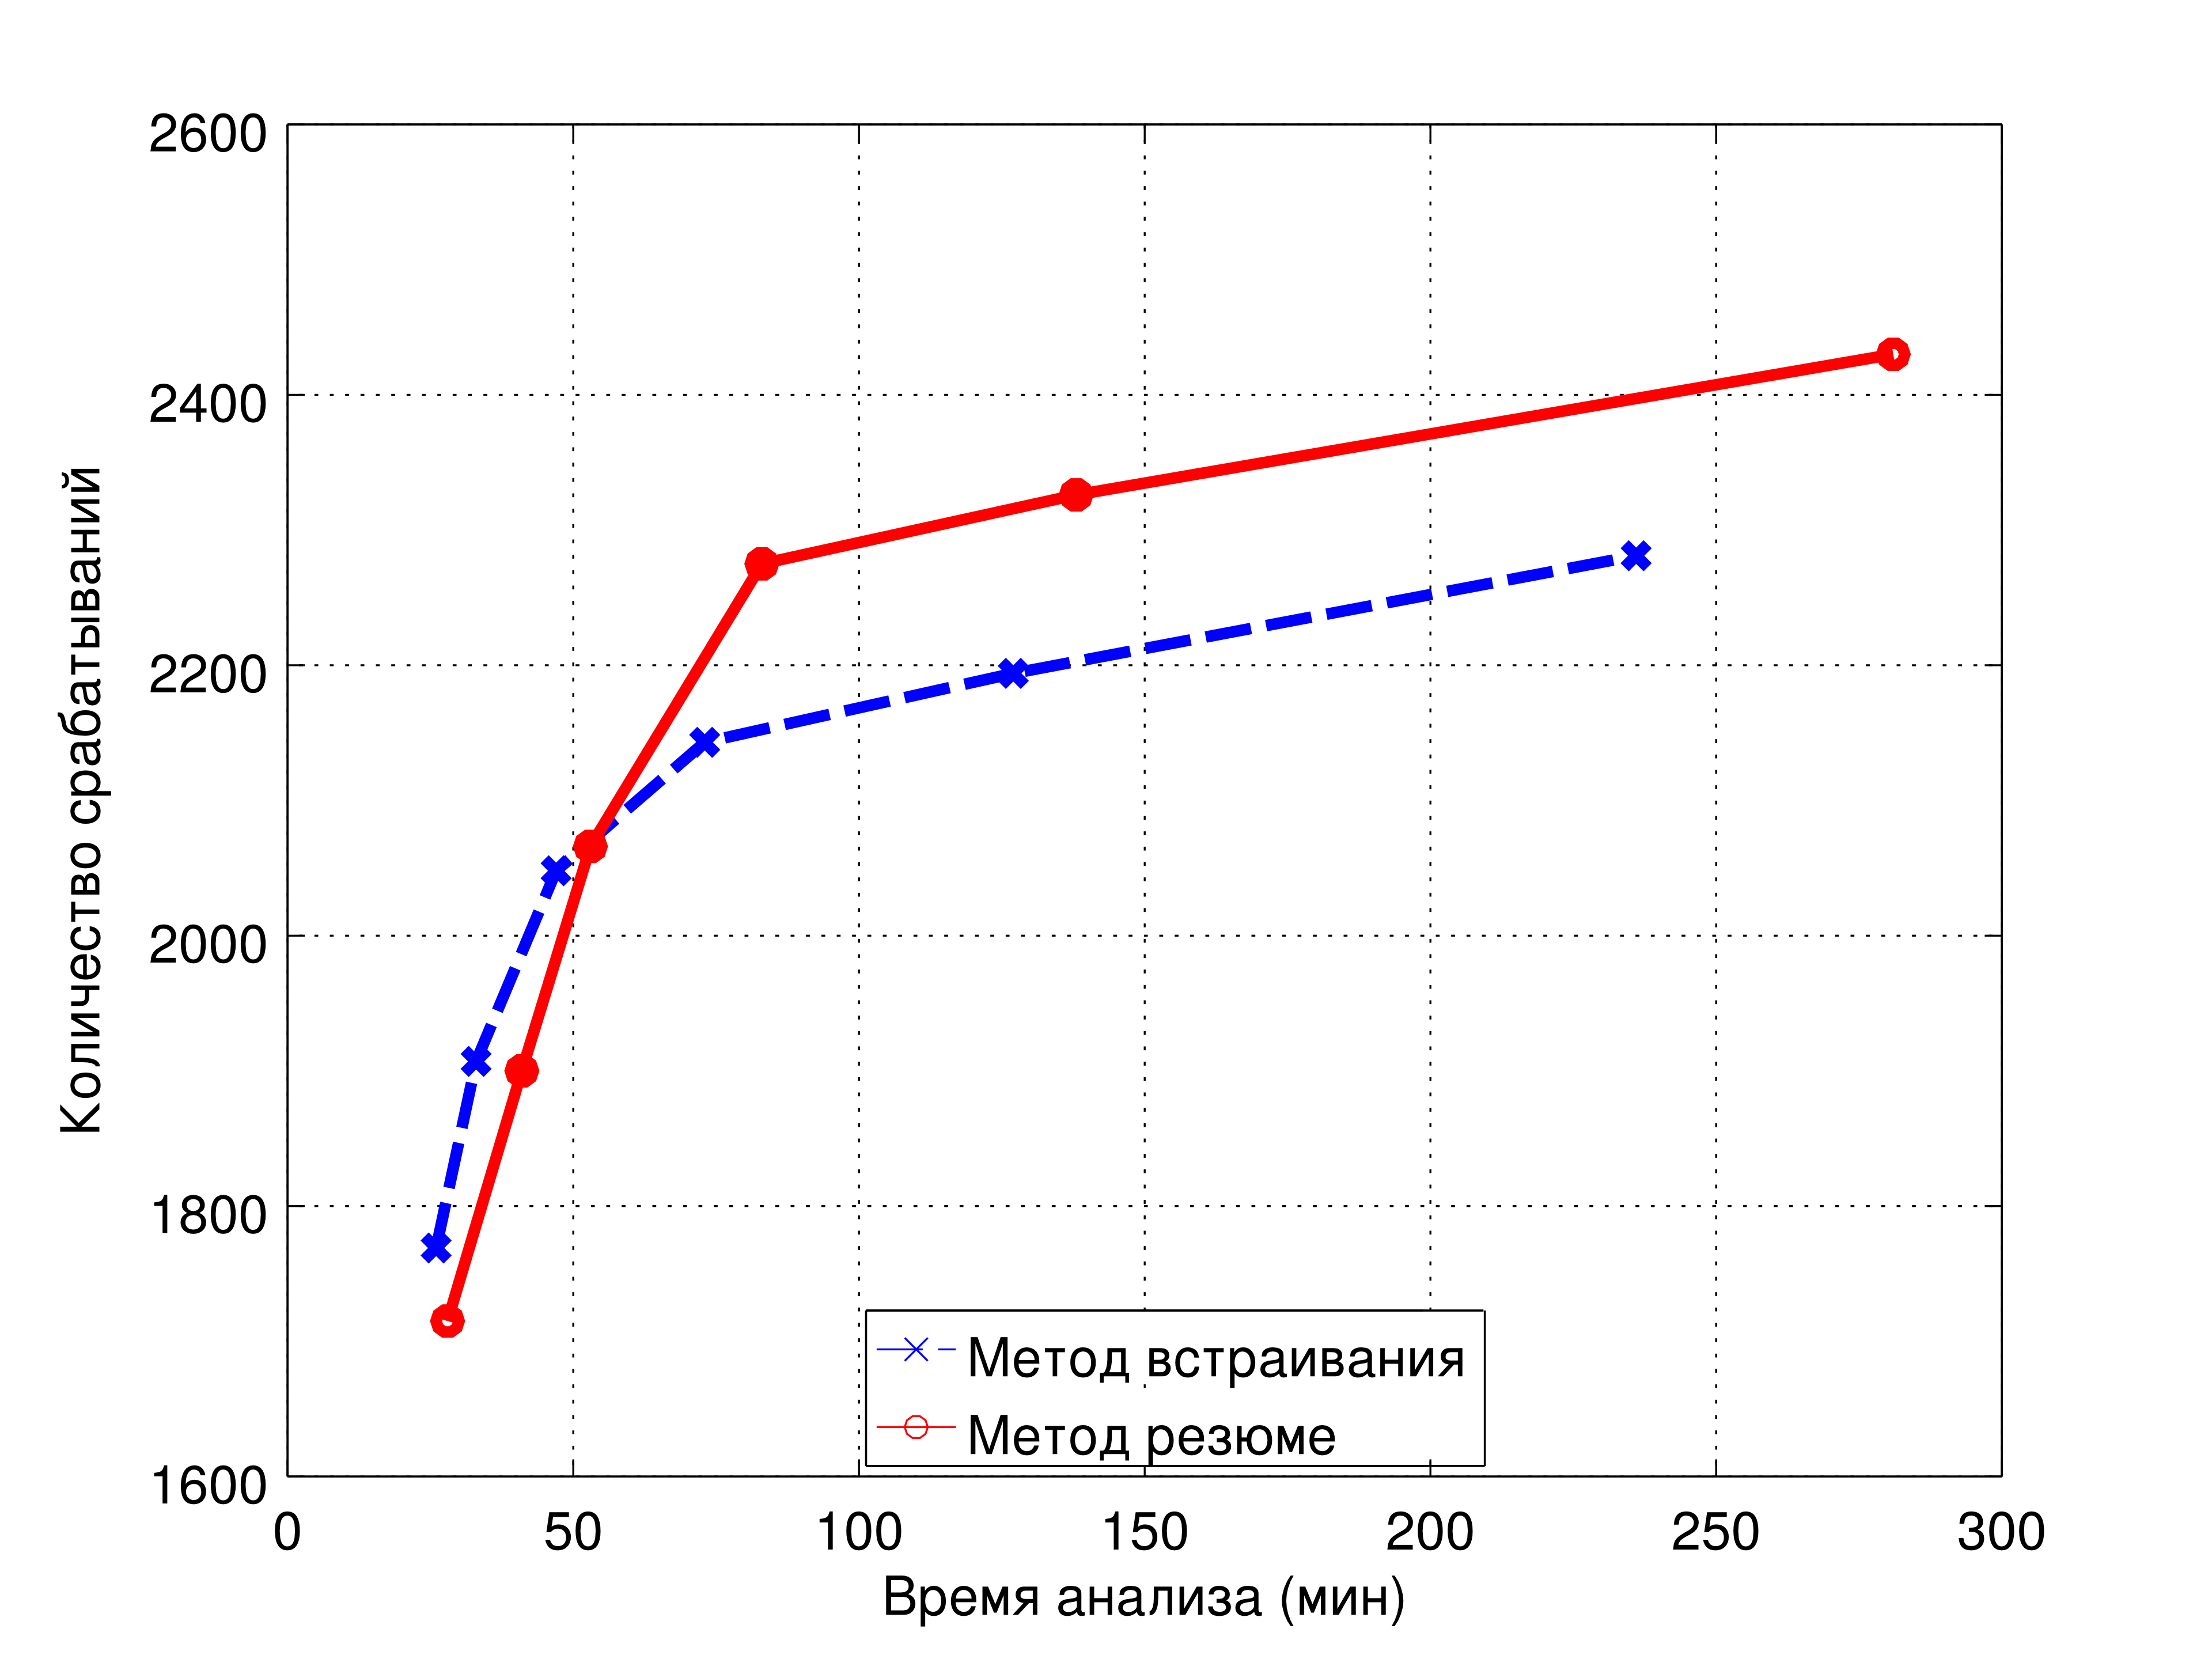 2600
2400
2200
2000
1800
1600
Количество срабатываний
Метод встраивания
Метод резюме
0 50 100 150 200 250 300
Время анализа (мин)